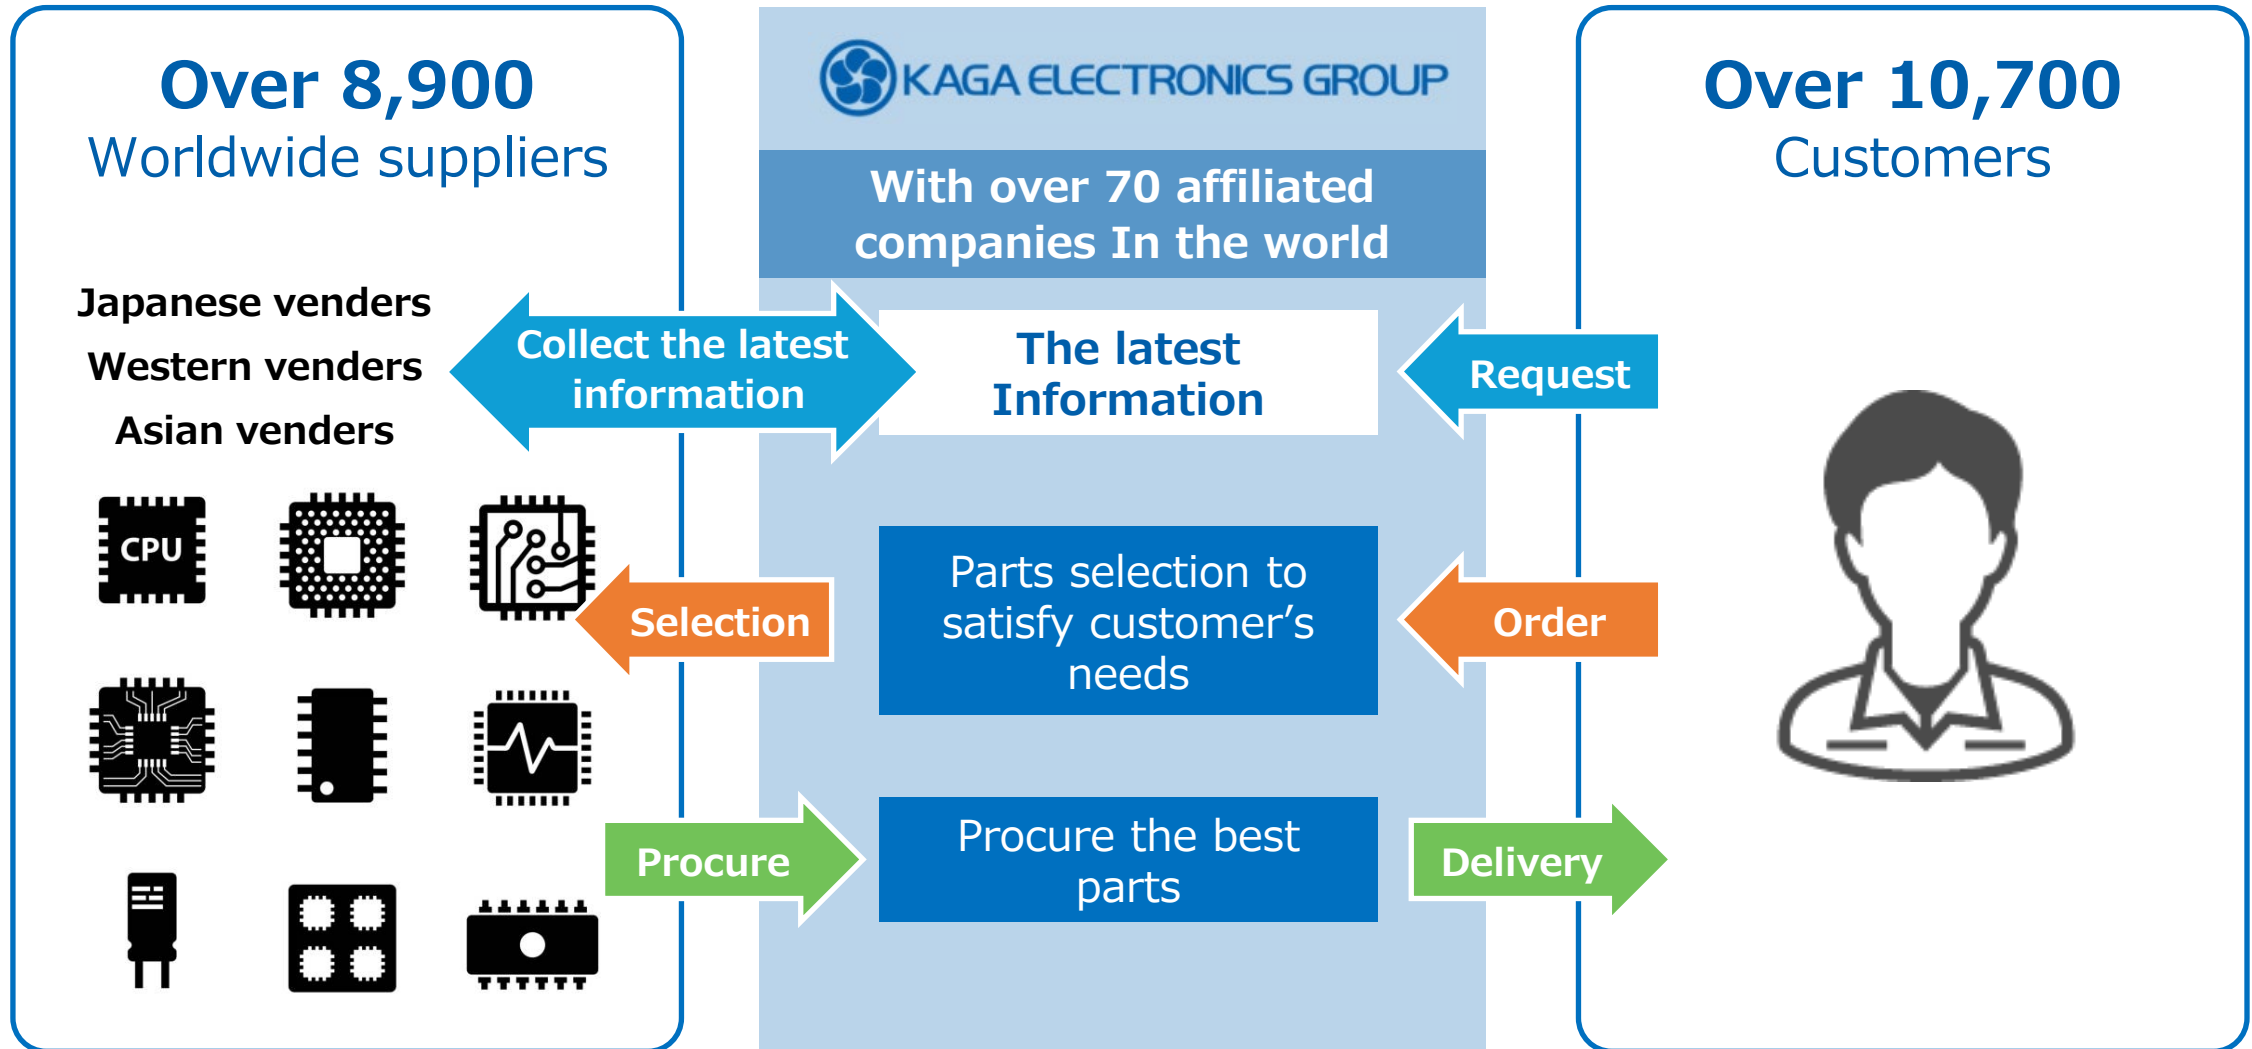 Over 8,900
Worldwide suppliers
Japanese venders
Western venders
Asian venders
CPU
KAGA ELECTRONICS GROUP
With over 70 affiliated
companies In the world
Collect the latest
information
The latest
Information
Request
Selection
Parts selection to
satisfy customer’s
needs
Order
Procure
Procure the best
parts
Delivery
Over 10,700
Customers